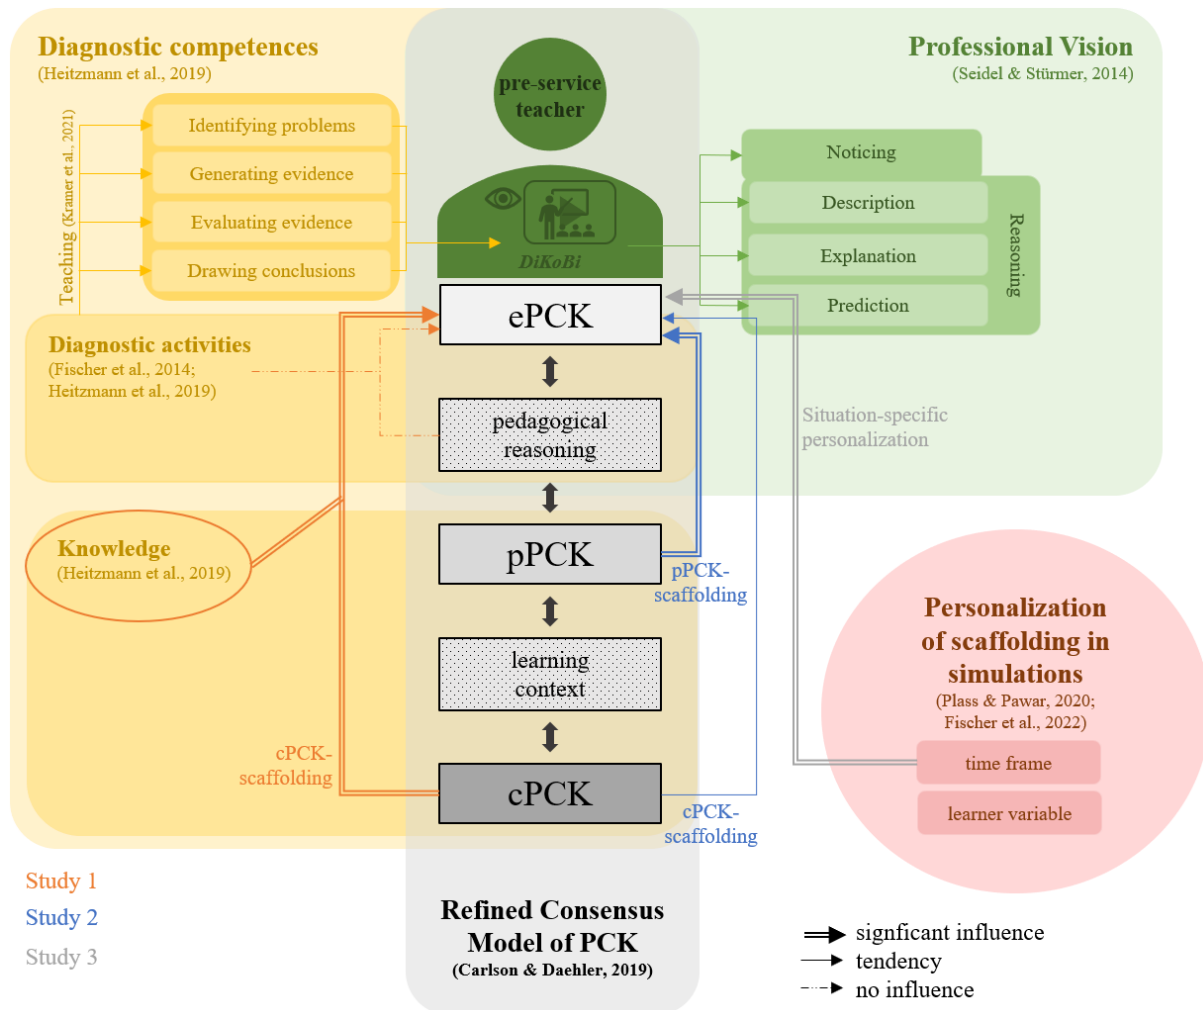 Diagnostic competences
(Heitzmann et al., 2019)
Teaching (Kramer et al., 2021)
Identifying problems
Generating evidence
Evaluating evidence
Drawing conclusions
Diagnostic activities
(Fischer et al., 2014;
Heitzmann et al., 2019)
Knowledge
(Heitzmann et al., 2019)
cPCK-
scaffolding
pre-service
teacher
DiKoBi
ePCK
pedagogical
reasoning
pPCK
learning
context
cPCK
Refined Consensus
Model of PCK
(Carlson & Daehler, 2019)
pPCK-
scaffolding
cPCK-
scaffolding
Professional Vision
(Seidel & Stürmer, 2014)
Noticing
Description
Explanation
Prediction
Reasoning
Situation-specific
personalization
Personalization
of scaffolding in
simulations
(Plass & Pawar, 2020;
Fischer et al., 2022)
time frame
learner variable
Study 1
Study 2
Study 3
signficant influence
tendency
no influence